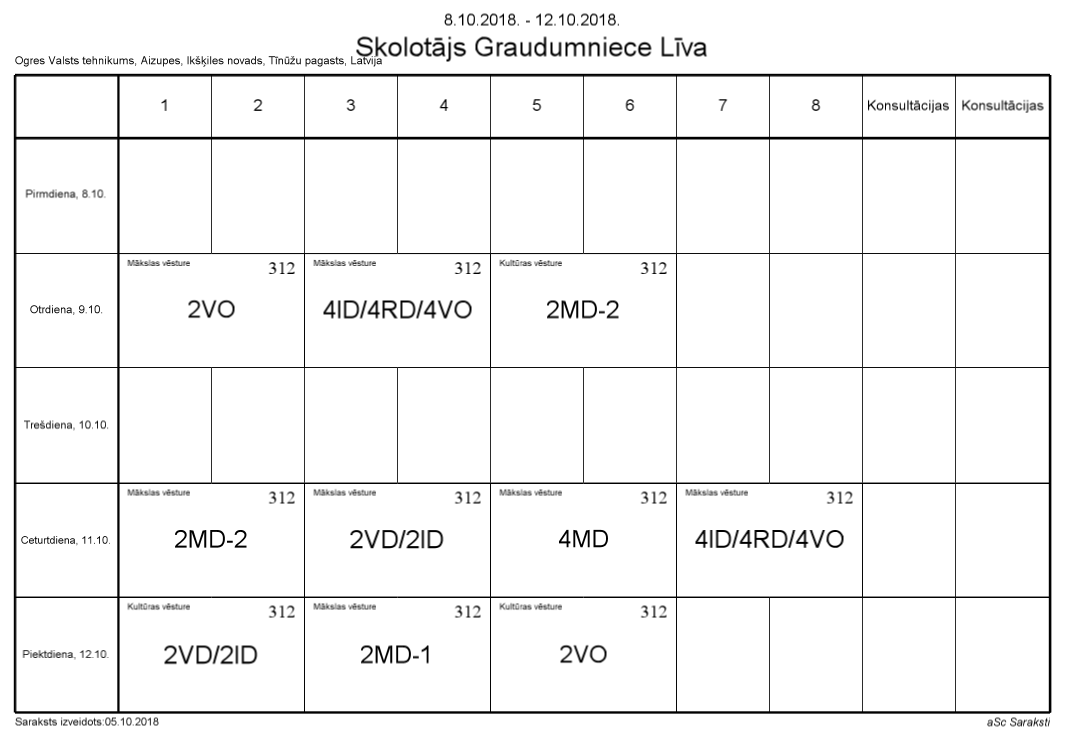 8.10.2018. - 12.10.2018.
Skolotājs Graudumniece Līva
Ogres Valsts tehnikums, Aizupes, Ikšķiles novads, Tīnūžu pagasts, Latvija
1 2 3 4 5 6 7 8 Konsultācijas Konsultācijas
Pirmdiena, 8.10.
Mākslas vēsture 312 Mākslas vēsture 312 Kultūras vēsture 312
Otrdiena, 9.10. 2VO 4ID/4RD/4VO 2MD-2
Trešdiena, 10.10.
Mākslas vēsture 312 Mākslas vēsture 312 Mākslas vēsture 312 Mākslas vēsture 312
Ceturtdiena, 11.10. 2MD-2 2VD/2ID 4MD 4ID/4RD/4VO
Kultūras vēsture 312 Mākslas vēsture 312 Kultūras vēsture 312
Piektdiena, 12.10. 2VD/2ID 2MD-1 2VO
Saraksts izveidots:05.10.2018 aSc Saraksti